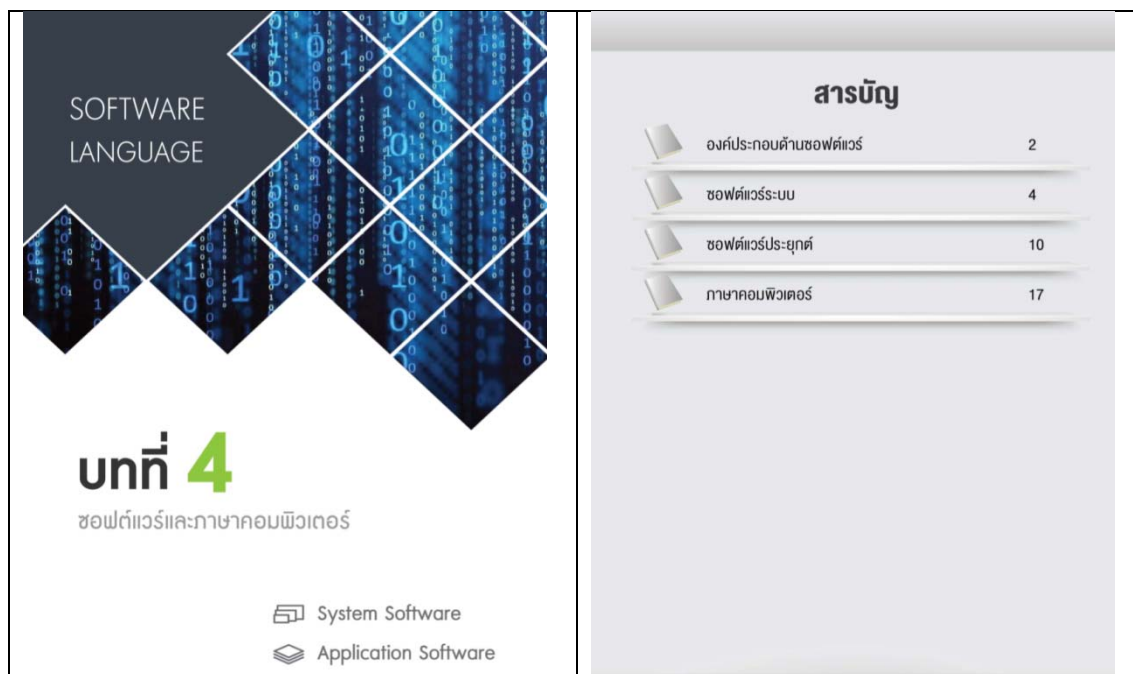 SOFTWARE
LANGUAGE
บทที่ 4
ซอฟต์แวร์และภาษาคอมพิวเตอร์
System Software
Application Software
สารบัญ
องค์ประกอบด้านซอฟต์แวร์ 2
ซอฟต์แวร์ระบบ 4
ซอฟต์แวร์ประยุกต์ 10
ภาษาคอมพิวเตอร์ 17